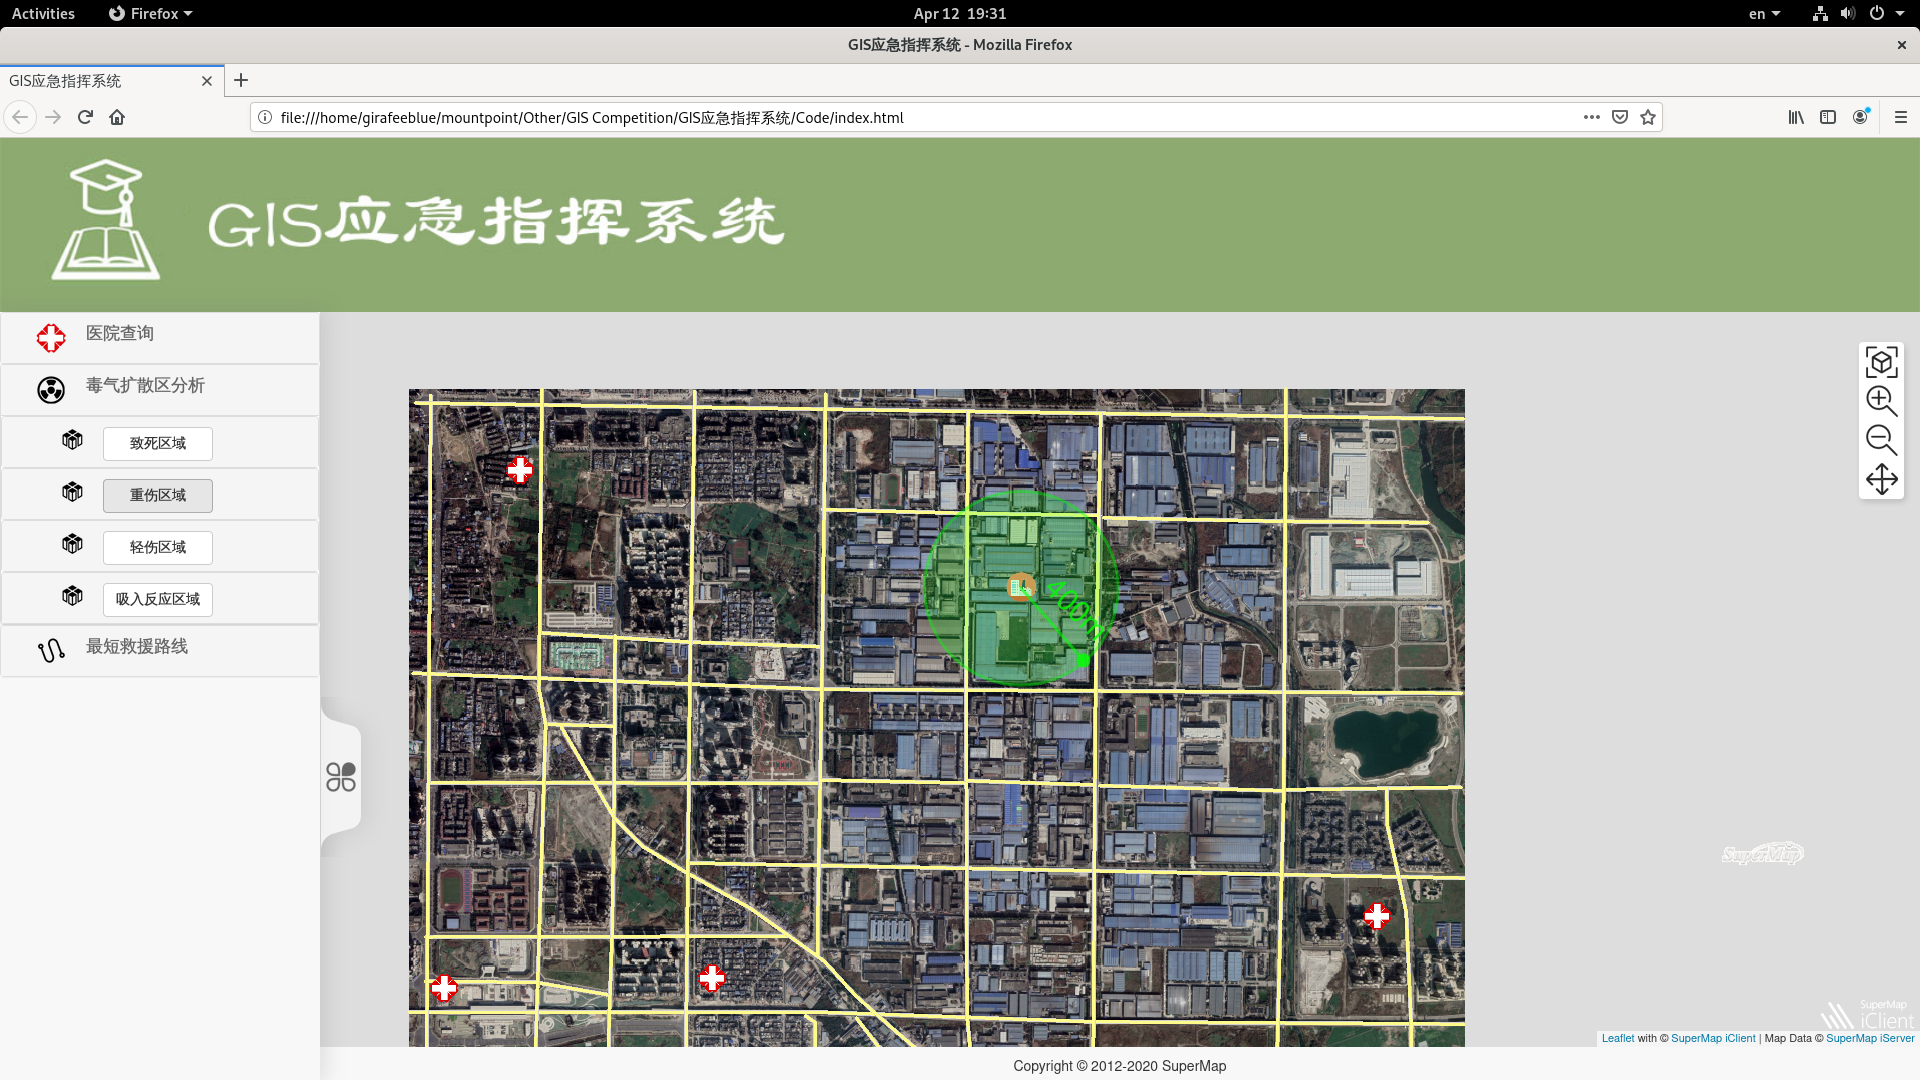 Activities
Firefox
Apr 12 19:31
en
GIS应急指挥系统 - Mozilla Firefox
GIS应急指挥系统
file:///home/girafeeblue/mountpoint/Other/GIS Competition/GIS应急指挥系统/Code/index.html
GIS应急指挥系统
医院查询
毒气扩散区分析
致死区域
重伤区域
轻伤区域
吸入反应区域
最短救援路线
400m
SuperMap
SuperMap
iClient
Leaflet with © SuperMap iClient | Map Data © SuperMap iServer
Copyright © 2012-2020 SuperMap